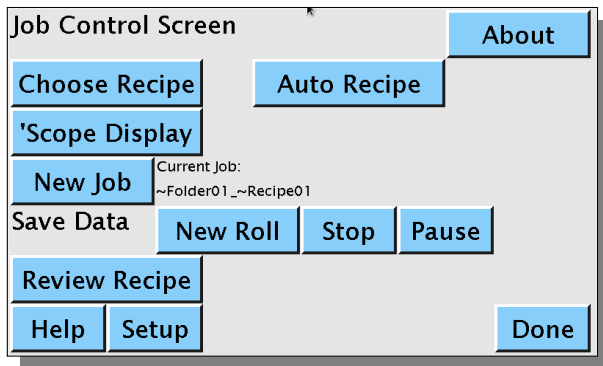 Job Control Screen
About
Choose Recipe
Auto Recipe
'Scope Display
New Job
Current Job:
~Folder01_~Recipe01
Save Data
New Roll
Stop
Pause
Review Recipe
Help
Setup
Done